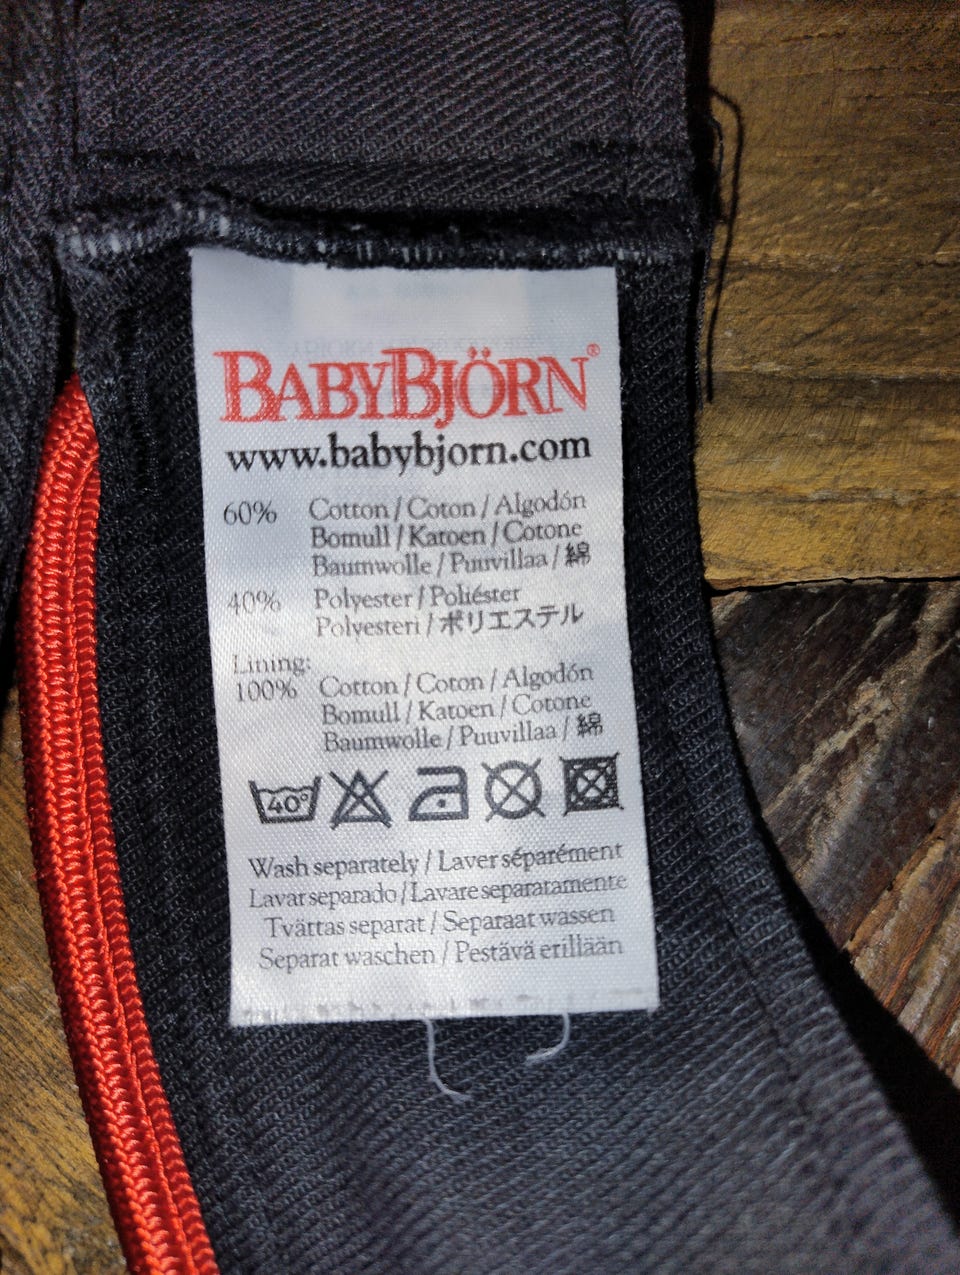 BABYBJÖRN®
www.babybjorn.com
60% Cotton / Coton / Algodón
Bomull / Katoen / Cotone
Baumwolle / Puuvillaa / 綿
40% Polyester / Poliéster
Polyesteri / ポリエステル
Lining:
100% Cotton / Coton / Algodón
Bomull / Katoen / Cotone
Baumwolle / Puuvillaa / 綿
40°
Wash separately / Laver séparément
Lavar separado / Lavare separatamente
Tvättas separat / Separaat wassen
Separat waschen / Pestävä erillään